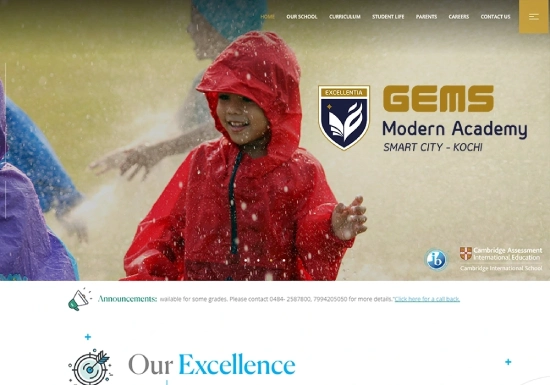 HOME OUR SCHOOL CURRICULUM STUDENT LIFE PARENTS CAREERS CONTACT US
EXCELLENTIA
GEMS
Modern Academy
SMART CITY - KOCHI
Cambridge Assessment
International Education
Cambridge International School
Announcements: vailable for some grades. Please contact 0484- 2587800, 7994205050 for more details."Click here for a call back.
Our Excellence